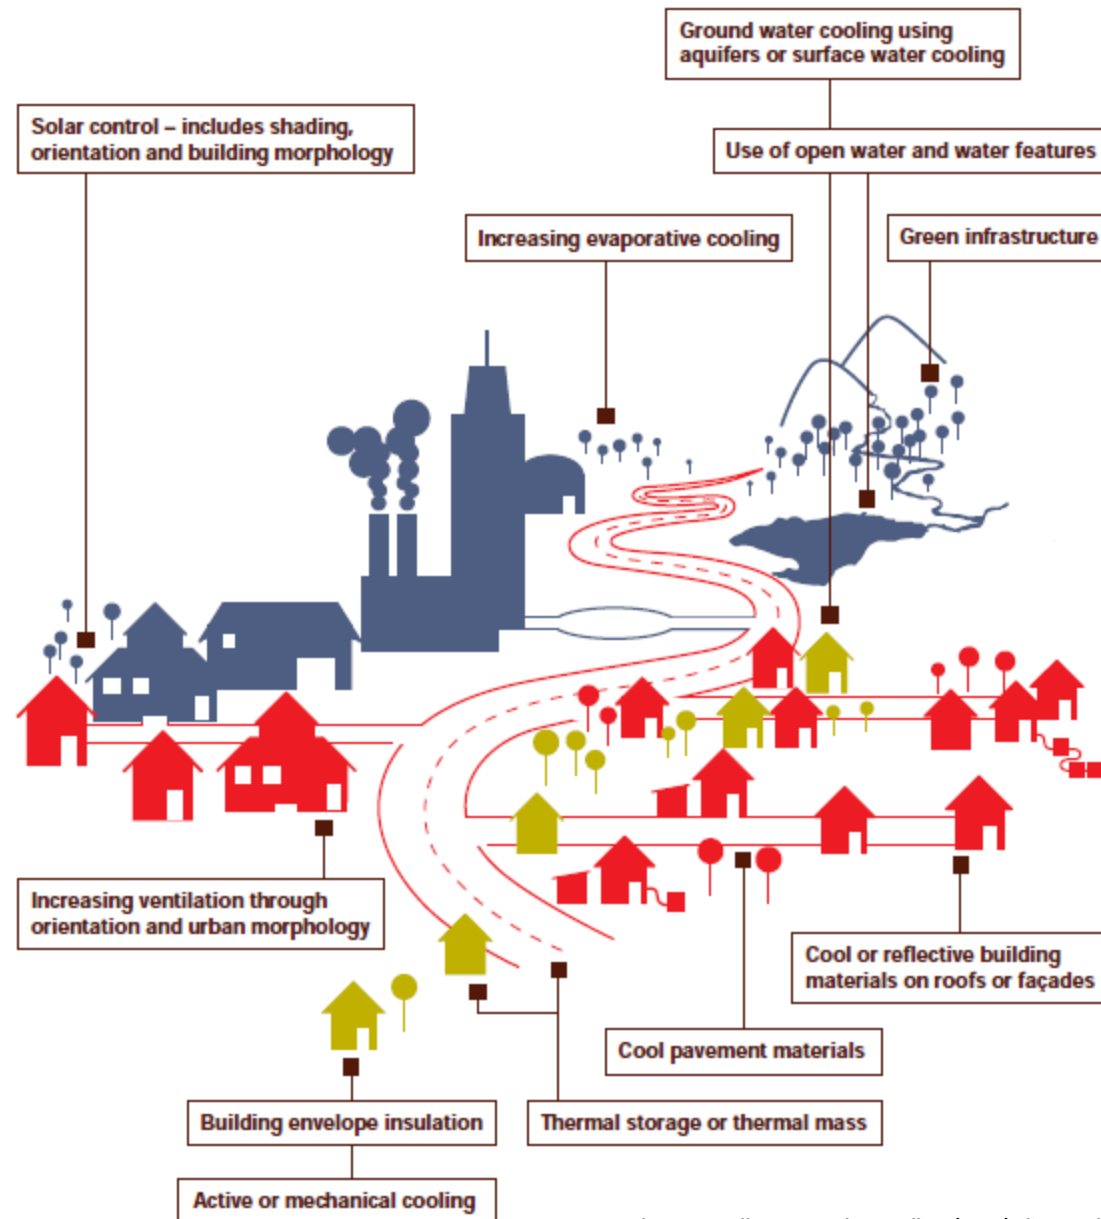 Ground water cooling using
aquifers or surface water cooling
Solar control – includes shading,
orientation and building morphology
Use of open water and water features
Increasing evaporative cooling
Green infrastructure
Increasing ventilation through
orientation and urban morphology
Cool or reflective building
materials on roofs or façades
Cool pavement materials
Building envelope insulation
Thermal storage or thermal mass
Active or mechanical cooling